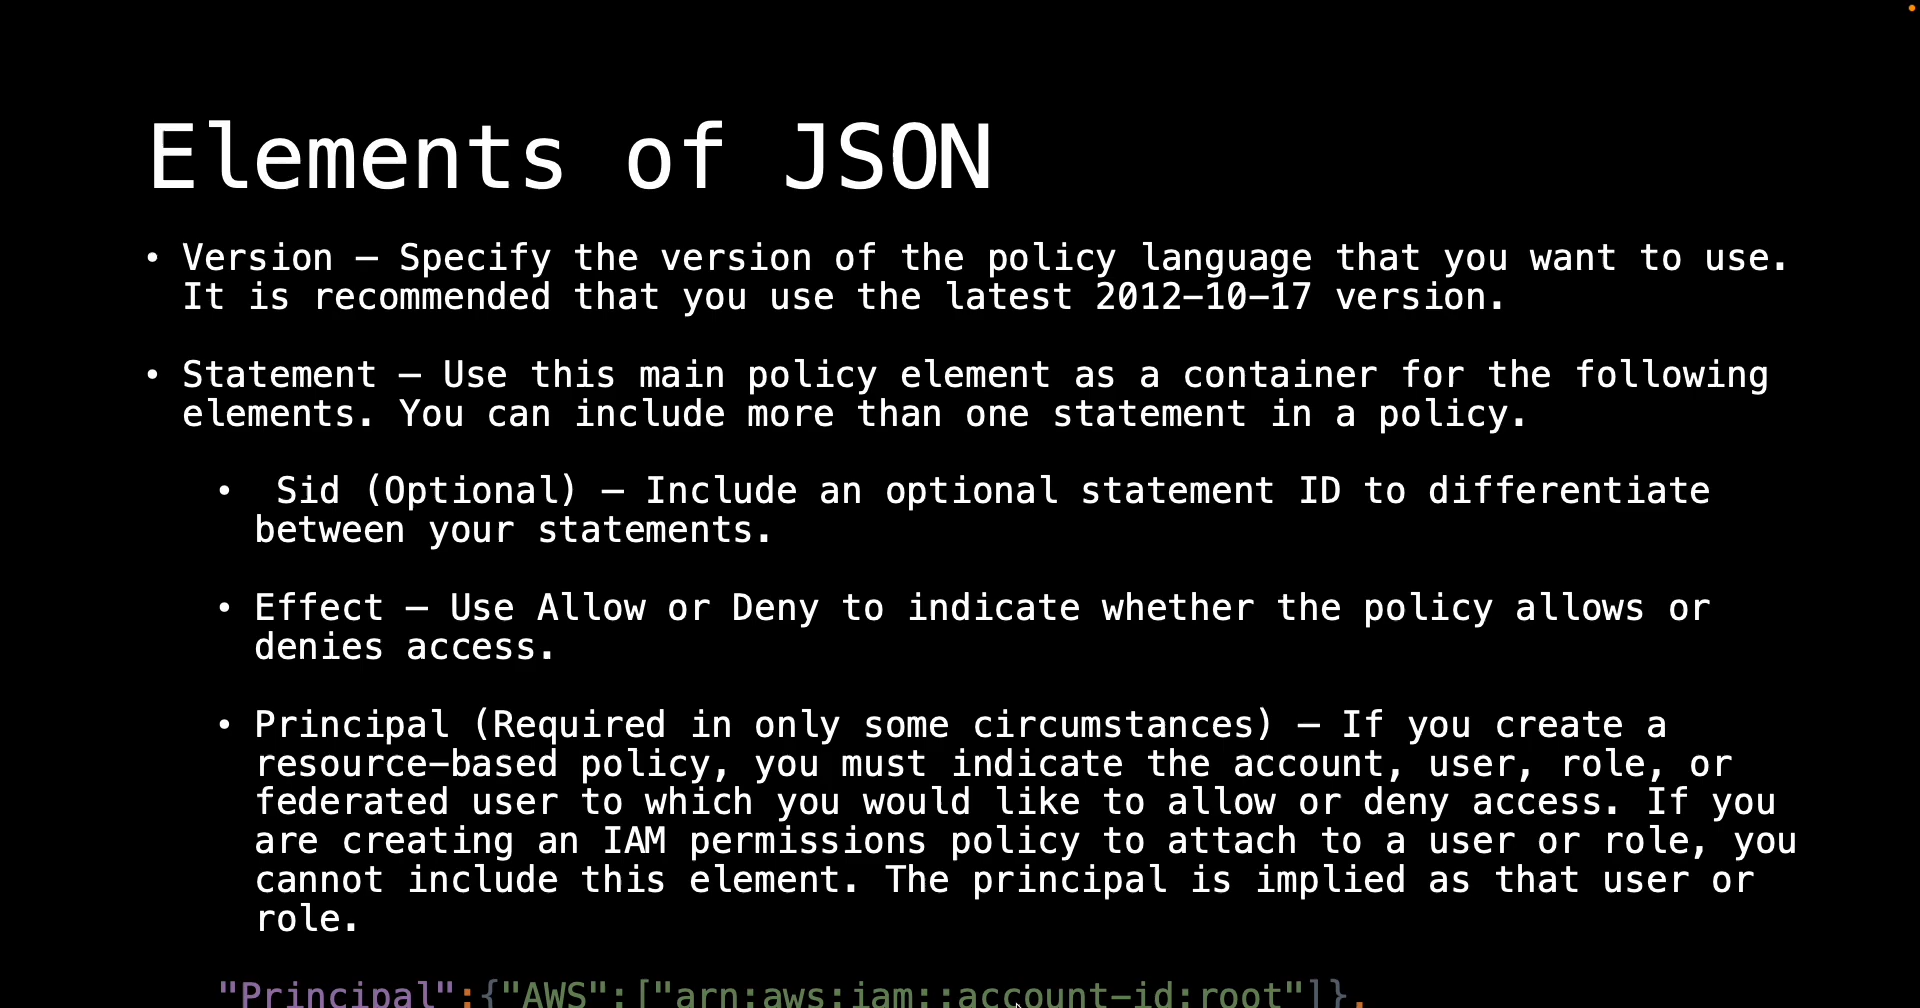 Elements of JSON
• Version – Specify the version of the policy language that you want to use.
It is recommended that you use the latest 2012-10-17 version.
• Statement – Use this main policy element as a container for the following
elements. You can include more than one statement in a policy.
• Sid (Optional) – Include an optional statement ID to differentiate
between your statements.
• Effect – Use Allow or Deny to indicate whether the policy allows or
denies access.
• Principal (Required in only some circumstances) – If you create a
resource-based policy, you must indicate the account, user, role, or
federated user to which you would like to allow or deny access. If you
are creating an IAM permissions policy to attach to a user or role, you
cannot include this element. The principal is implied as that user or
role.
"Principal":{"AWS":["arn:aws:iam::account-id:root"]},